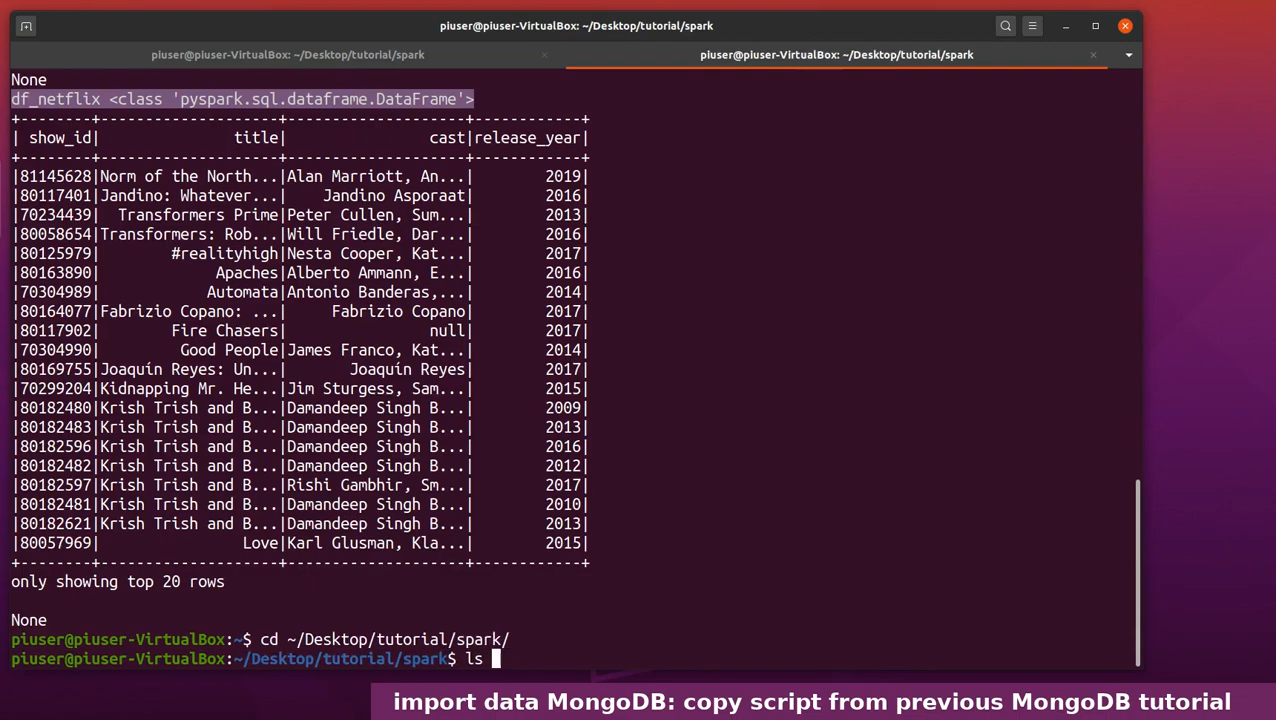 piuser@piuser-VirtualBox: ~/Desktop/tutorial/spark
piuser@piuser-VirtualBox: ~/Desktop/tutorial/spark
piuser@piuser-VirtualBox: ~/Desktop/tutorial/spark
None
df_netflix <class 'pyspark.sql.dataframe.DataFrame'>
+--------+--------------------+--------------------+------------+
| show_id|               title|                cast|release_year|
+--------+--------------------+--------------------+------------+
|81145628|Norm of the North...|Alan Marriott, An...|        2019|
|80117401|Jandino: Whatever...|    Jandino Asporaat|        2016|
|70234439|  Transformers Prime|Peter Cullen, Sum...|        2013|
|80058654|Transformers: Rob...|Will Friedle, Dar...|        2016|
|80125979|        #realityhigh|Nesta Cooper, Kat...|        2017|
|80163890|             Apaches|Alberto Ammann, E...|        2016|
|70304989|            Automata|Antonio Banderas,...|        2014|
|80164077|Fabrizio Copano: ...|     Fabrizio Copano|        2017|
|80117902|        Fire Chasers|                null|        2017|
|70304990|         Good People|James Franco, Kat...|        2014|
|80169755|Joaquín Reyes: Un...|       Joaquín Reyes|        2017|
|70299204|Kidnapping Mr. He...|Jim Sturgess, Sam...|        2015|
|80182480|Krish Trish and B...|Damandeep Singh B...|        2009|
|80182483|Krish Trish and B...|Damandeep Singh B...|        2013|
|80182596|Krish Trish and B...|Damandeep Singh B...|        2016|
|80182482|Krish Trish and B...|Damandeep Singh B...|        2012|
|80182597|Krish Trish and B...|Rishi Gambhir, Sm...|        2017|
|80182481|Krish Trish and B...|Damandeep Singh B...|        2010|
|80182621|Krish Trish and B...|Damandeep Singh B...|        2013|
|80057969|                Love|Karl Glusman, Kla...|        2015|
+--------+--------------------+--------------------+------------+
only showing top 20 rows
None
piuser@piuser-VirtualBox:~$ cd ~/Desktop/tutorial/spark/
piuser@piuser-VirtualBox:~/Desktop/tutorial/spark$ ls
import data MongoDB: copy script from previous MongoDB tutorial